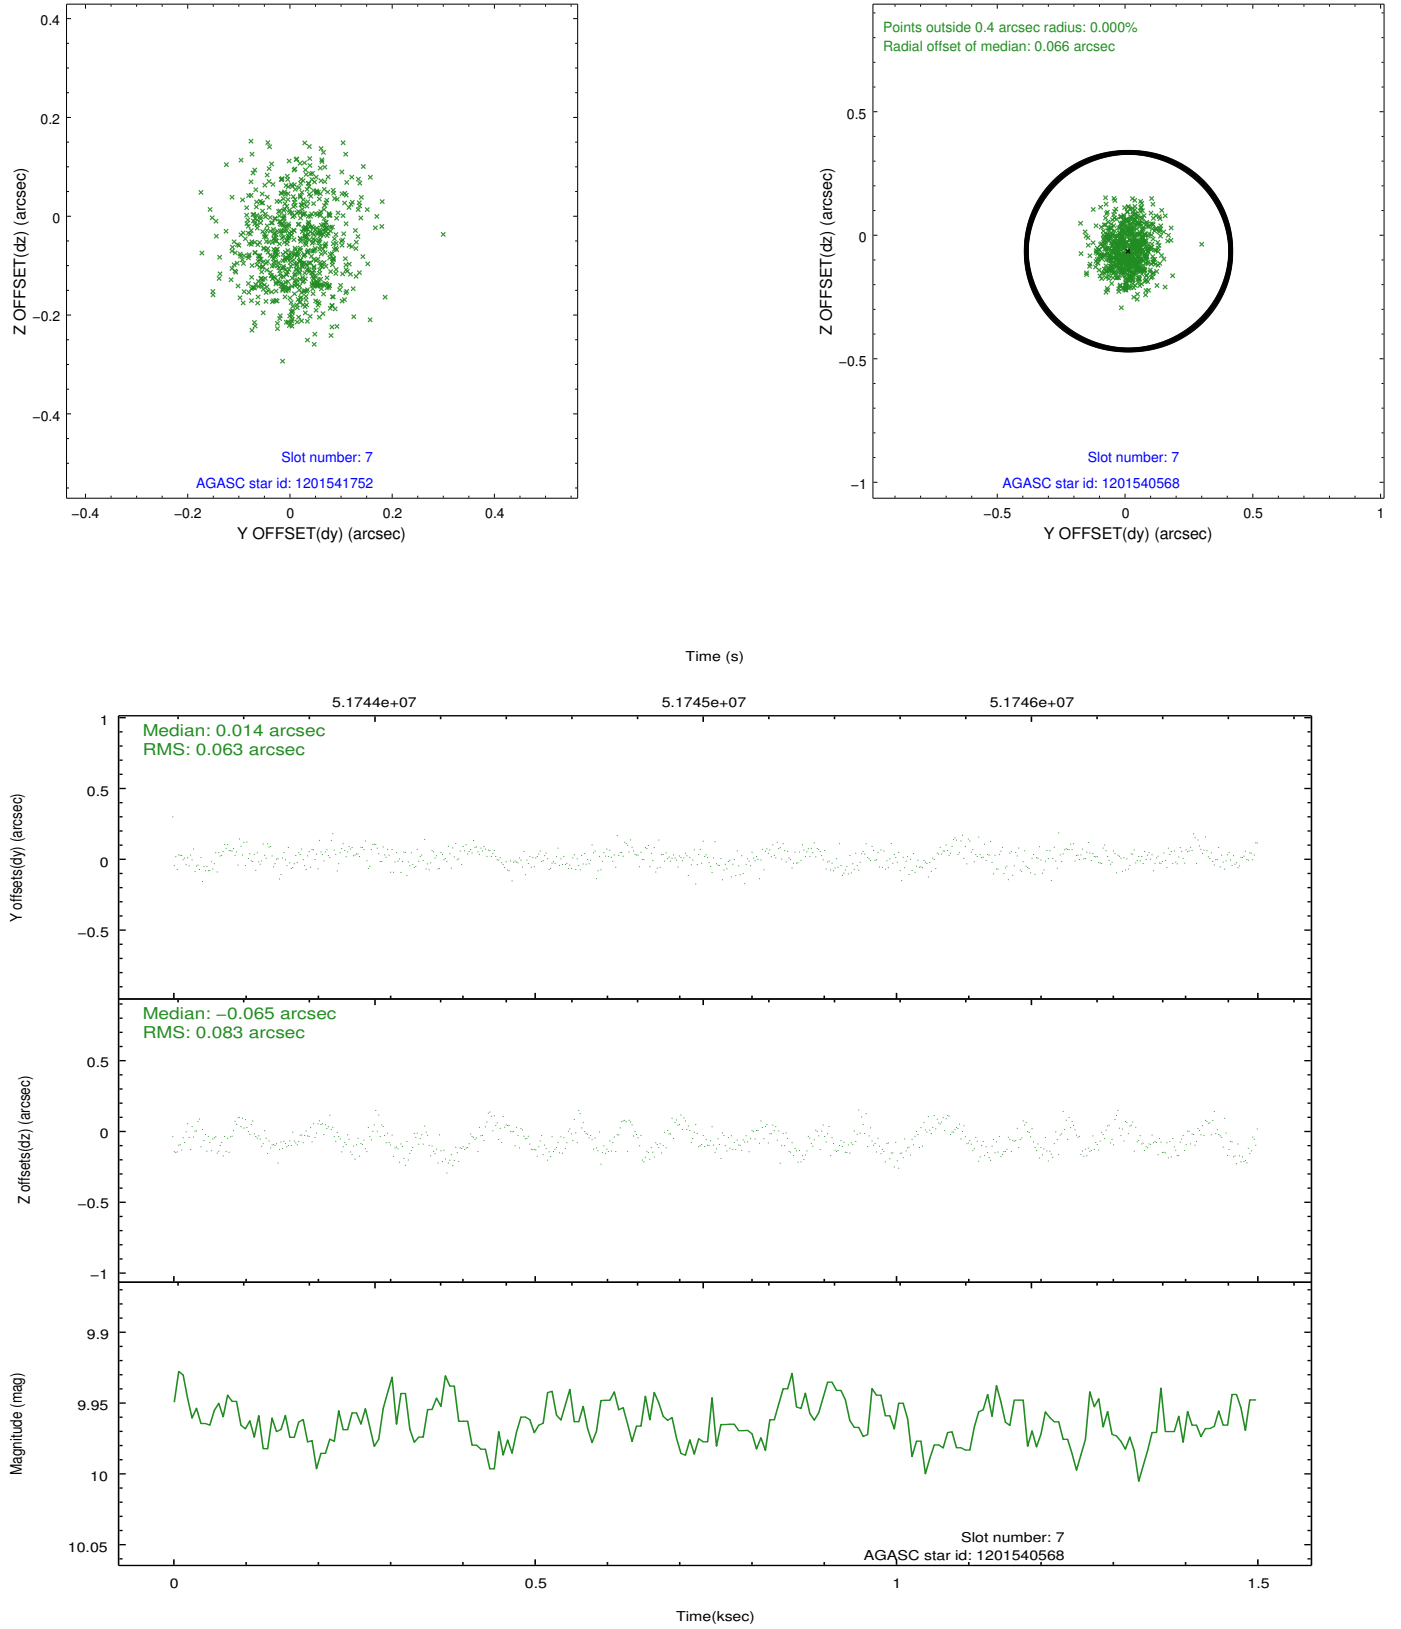 0.4
0.2
0
−0.2
−0.4
Z OFFSET(dz) (arcsec)
Slot number: 7
AGASC star id: 1201541752
−0.4
−0.2
0
0.2
0.4
Y OFFSET(dy) (arcsec)
Points outside 0.4 arcsec radius: 0.000%
Radial offset of median: 0.066 arcsec
0.5
0
−0.5
−1
Z OFFSET(dz) (arcsec)
Slot number: 7
AGASC star id: 1201540568
−0.5
0
0.5
1
Y OFFSET(dy) (arcsec)
Time (s)
5.1744e+07
5.1745e+07
5.1746e+07
Median: 0.014 arcsec
RMS: 0.063 arcsec
1
0.5
0
−0.5
Y offsets(dy) (arcsec)
Median: −0.065 arcsec
RMS: 0.083 arcsec
0.5
0
−0.5
−1
Z offsets(dz) (arcsec)
9.9
9.95
10
10.05
Magnitude (mag)
Slot number: 7
AGASC star id: 1201540568
0
0.5
1
1.5
Time(ksec)